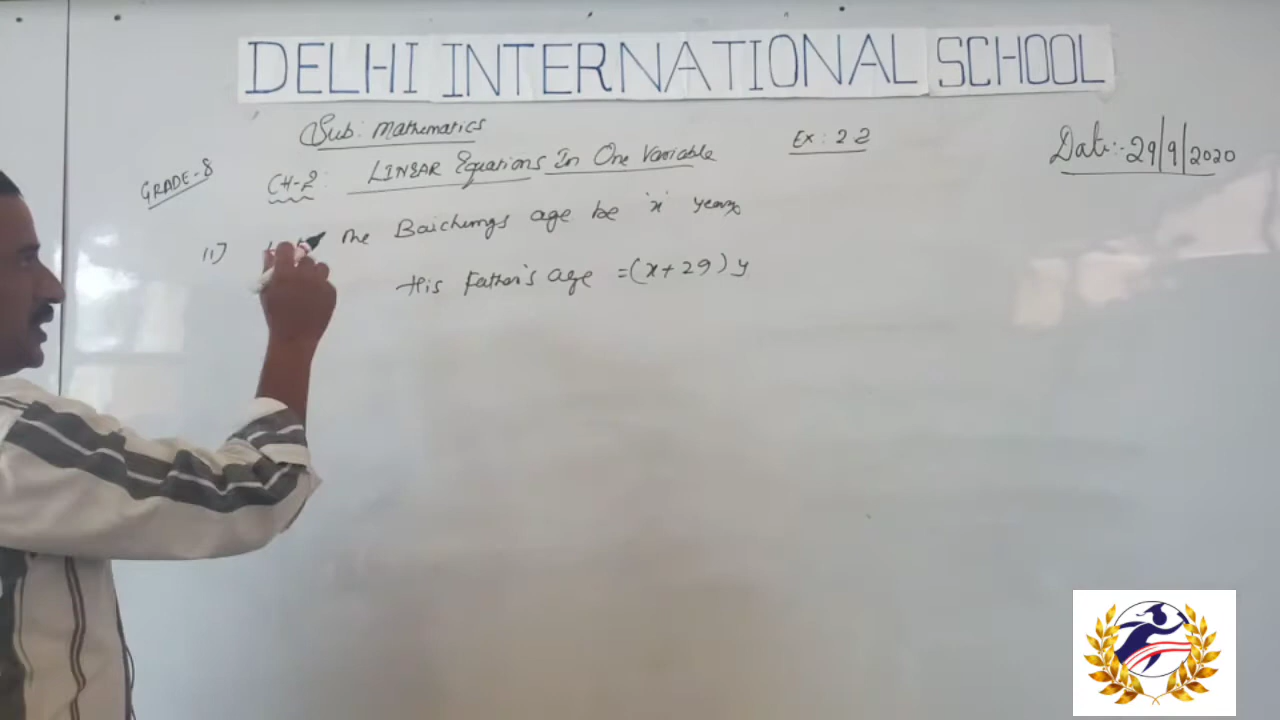 DELHI INTERNATIONAL SCHOOL
Sub: Mathematics
Ex: 2.2
Date:- 29/9/2020
GRADE-8
CH-2: LINEAR Equations In One Variable
11) the Baichungs age be 'x' years
His Father's age = (x+29) y